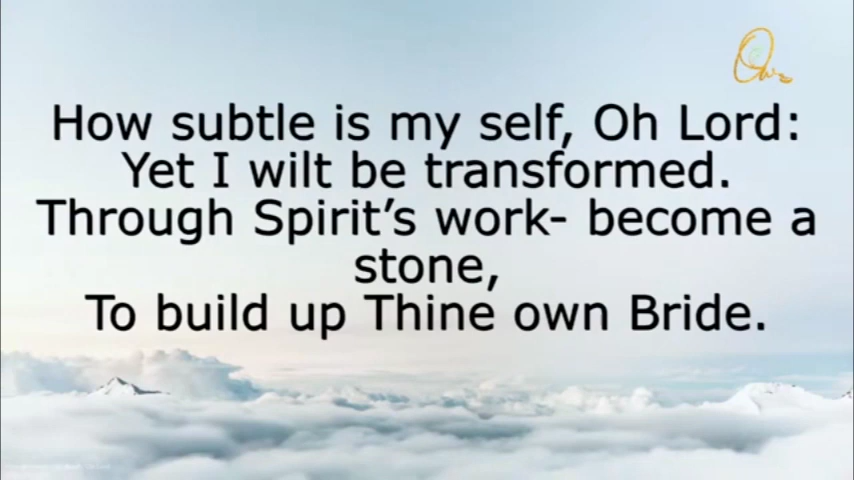 How subtle is my self, Oh Lord:
Yet I wilt be transformed.
Through Spirit's work- become a
stone,
To build up Thine own Bride.